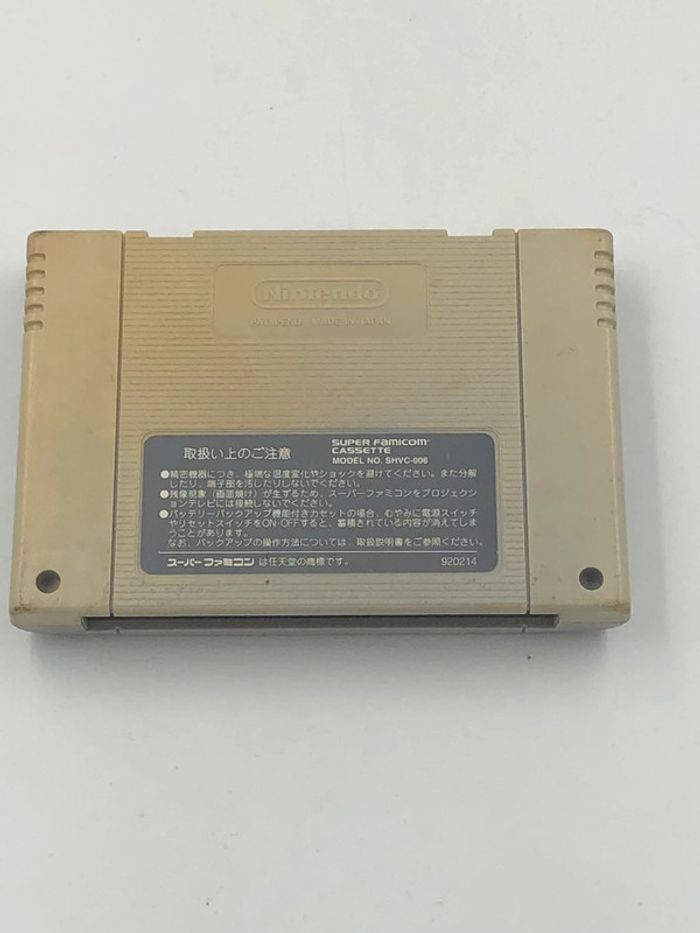 Nintendo
PAT. PEND. MADE IN JAPAN
取扱い上のご注意
SUPER FAMICOM
CASSETTE
MODEL NO. SHVC-006
●精密機器につき、極端な温度変化やショックを避けてください。また分解
したり、端子部を汚したりしないでください。
●残像現象（画面焼け）が生ずるため、スーパーファミコンをプロジェクシ
ョンテレビには接続しないでください。
●バッテリーバックアップ機能付きカセットの場合、むやみに電源スイッチ
やリセットスイッチをON・OFFすると、蓄積されている内容が消えてしま
うことがあります。
なお、バックアップの操作方法については、取扱説明書をご参照ください。
スーパーファミコン は任天堂の商標です。
920214